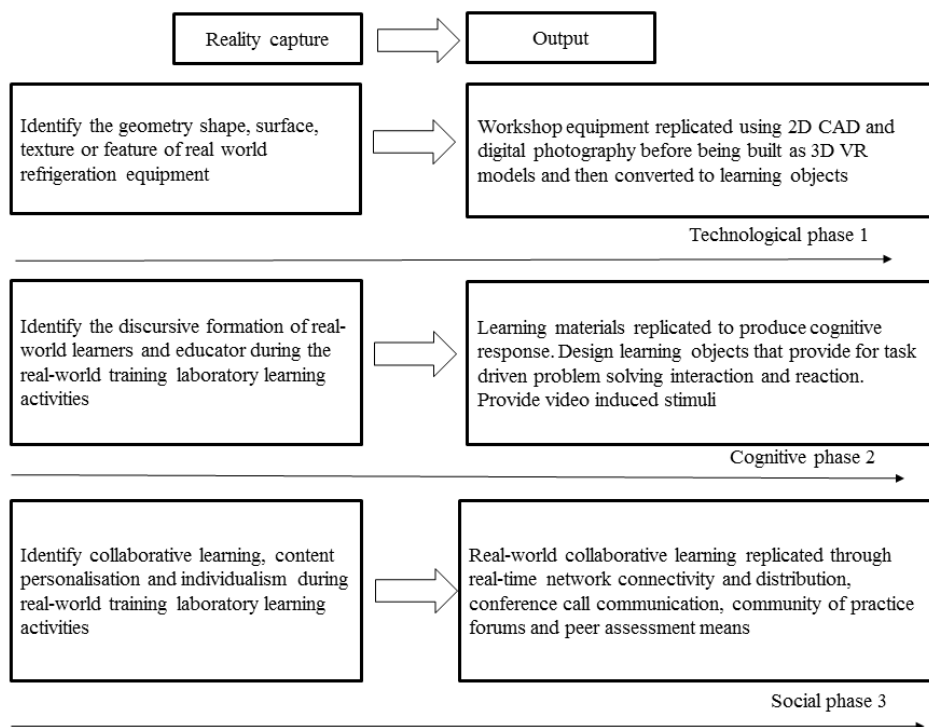 Reality capture
Output
Identify the geometry shape, surface,
texture or feature of real world
refrigeration equipment
Workshop equipment replicated using 2D CAD and
digital photography before being built as 3D VR
models and then converted to learning objects
Technological phase 1
Identify the discursive formation of real-
world learners and educator during the
real-world training laboratory learning
activities
Learning materials replicated to produce cognitive
response. Design learning objects that provide for task
driven problem solving interaction and reaction.
Provide video induced stimuli
Cognitive phase 2
Identify collaborative learning, content
personalisation and individualism during
real-world training laboratory learning
activities
Real-world collaborative learning replicated through
real-time network connectivity and distribution,
conference call communication, community of practice
forums and peer assessment means
Social phase 3